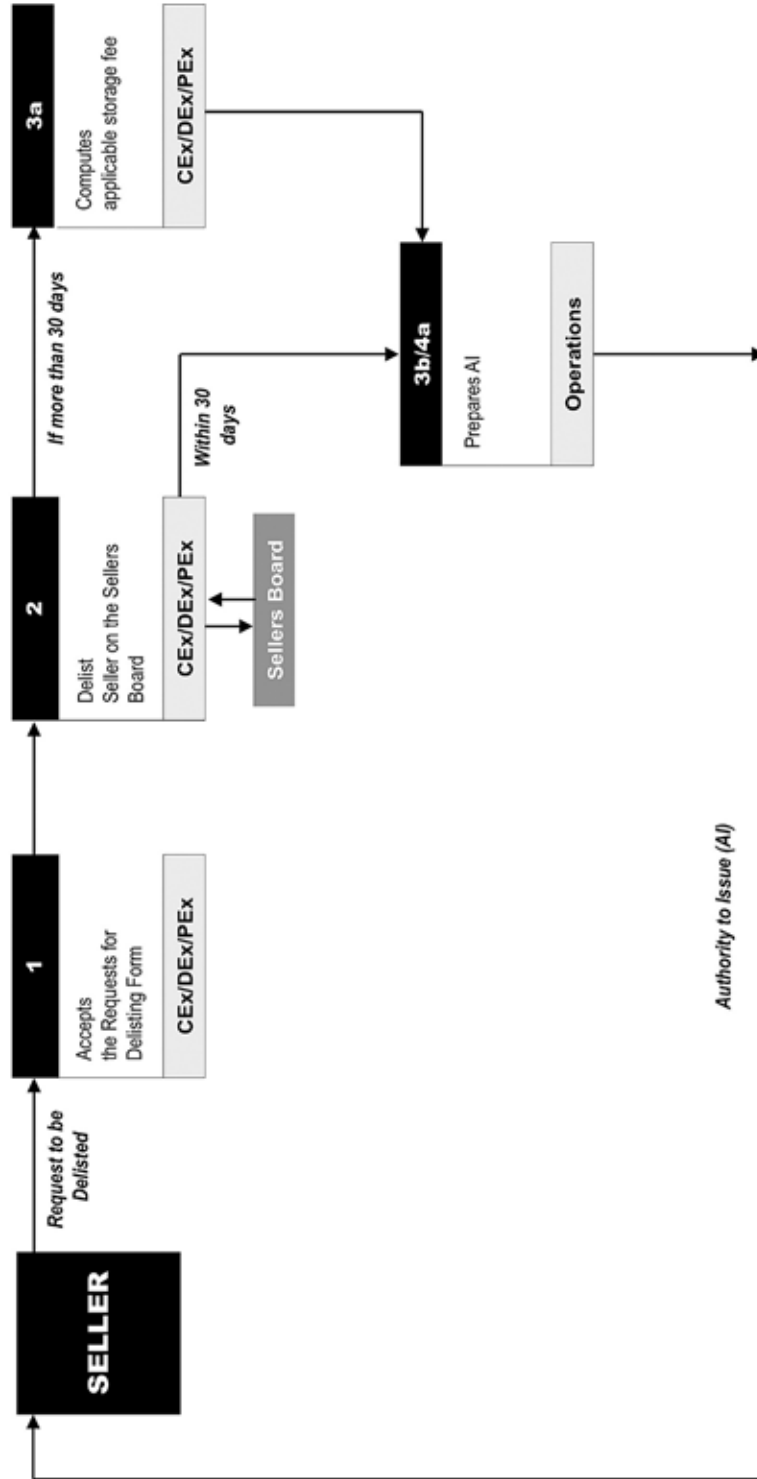 SELLER
Request to be
Delisted
1
Accepts
the Requests for
Delisting Form
CEx/DEx/PEx
2
Delist
Seller on the Sellers
Board
CEx/DEx/PEx
Sellers Board
If more than 30 days
3a
Computes
applicable storage fee
CEx/DEx/PEx
Within 30
days
3b/4a
Prepares AI
Operations
Authority to Issue (AI)